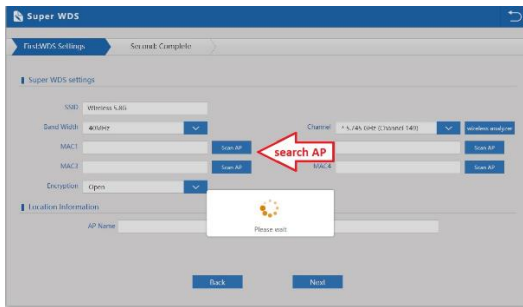 Super WDS
First:WDS Settings Second: Complete
Super WDS settings
SSID Wireless 5.8G
Band Width 40MHz Channel * 5.745 GHz (Channel 149) Wireless analyzer
MAC1 Scan AP Scan AP
search AP
MAC3 Scan AP MAC4 Scan AP
Encryption Open
Location Information
Please wait
AP Name
Back Next